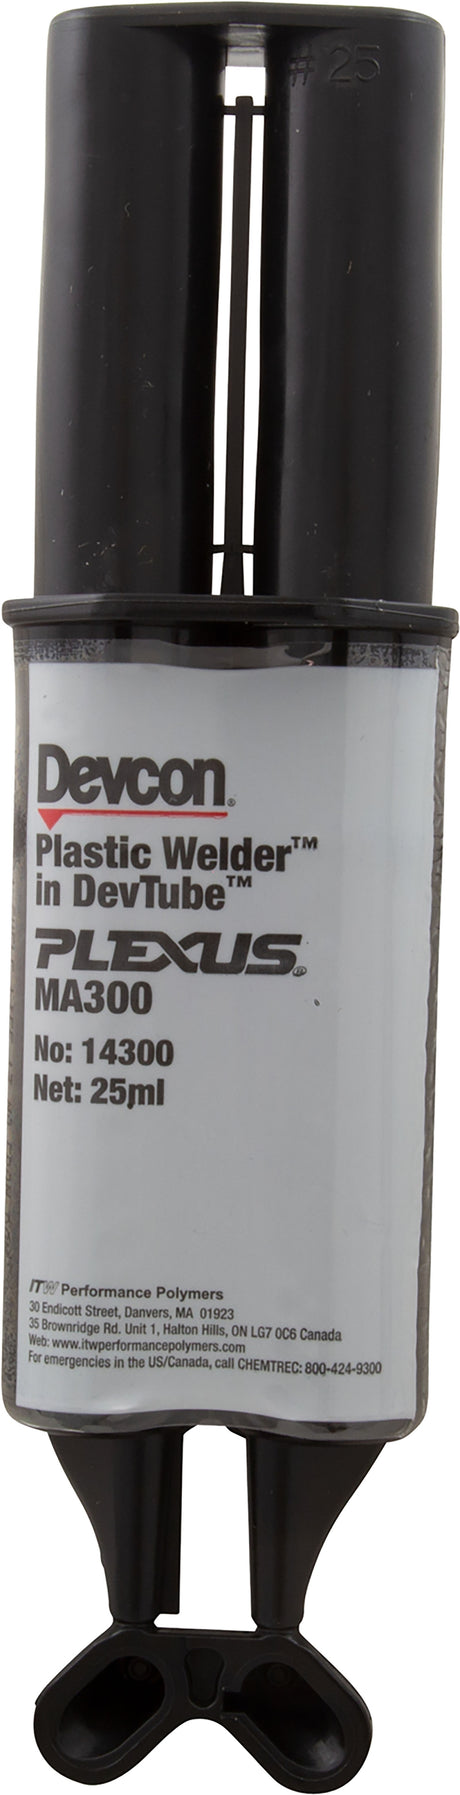 # 25
Devcon®
Plastic Welder™
in DevTube™
PLEXUS®
MA300
No: 14300
Net: 25ml
ITW Performance Polymers
30 Endicott Street, Danvers, MA 01923
35 Brownridge Rd. Unit 1, Halton Hills, ON LG7 0C6 Canada
Web: www.itwperformancepolymers.com
For emergencies in the US/Canada, call CHEMTREC: 800-424-9300